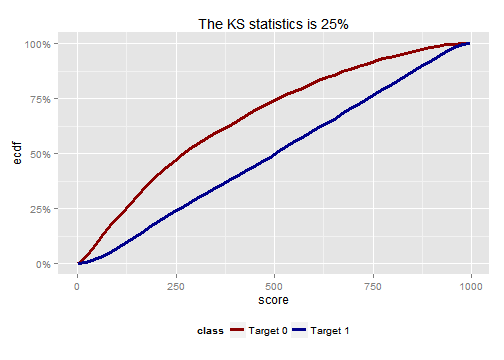 The KS statistics is 25%
100%
75%
50%
25%
0%
ecdf
0 250 500 750 1000
score
class Target 0 Target 1